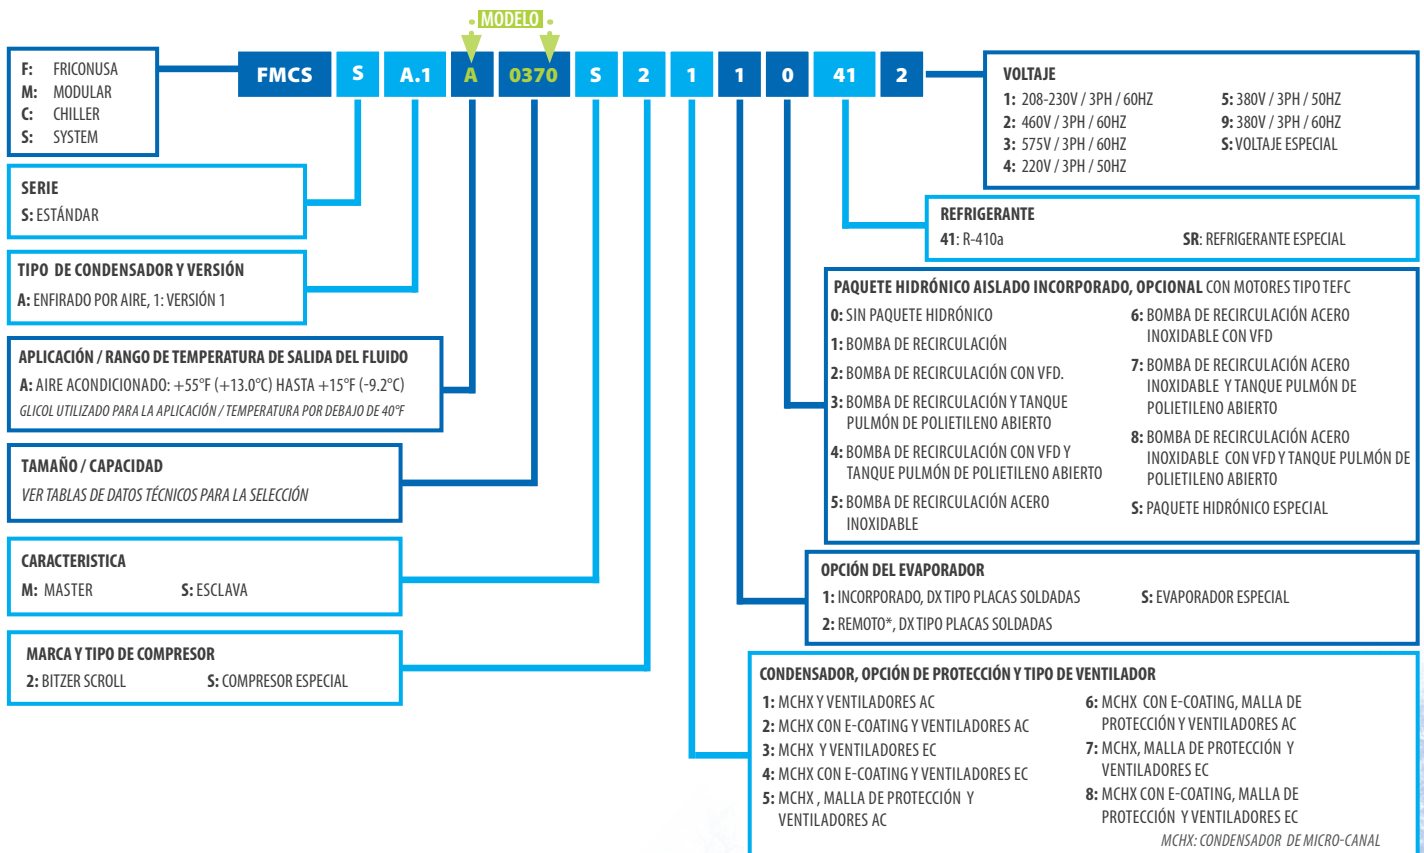 MODELO
FMCS S A.1 A 0370 S 2 1 1 0 41 2
F: FRICONUSA
M: MODULAR
C: CHILLER
S: SYSTEM
SERIE
S: ESTÁNDAR
TIPO DE CONDENSADOR Y VERSIÓN
A: ENFIRADO POR AIRE, 1: VERSIÓN 1
APLICACIÓN / RANGO DE TEMPERATURA DE SALIDA DEL FLUIDO
A: AIRE ACONDICIONADO: +55°F (+13.0°C) HASTA +15°F (-9.2°C)
GLICOL UTILIZADO PARA LA APLICACIÓN / TEMPERATURA POR DEBAJO DE 40°F
TAMAÑO / CAPACIDAD
VER TABLAS DE DATOS TÉCNICOS PARA LA SELECCIÓN
CARACTERISTICA
M: MASTER S: ESCLAVA
MARCA Y TIPO DE COMPRESOR
2: BITZER SCROLL S: COMPRESOR ESPECIAL
VOLTAJE
1: 208-230V / 3PH / 60HZ
2: 460V / 3PH / 60HZ
3: 575V / 3PH / 60HZ
4: 220V / 3PH / 50HZ
5: 380V / 3PH / 50HZ
9: 380V / 3PH / 60HZ
S: VOLTAJE ESPECIAL
REFRIGERANTE
41: R-410a SR: REFRIGERANTE ESPECIAL
PAQUETE HIDRÓNICO AISLADO INCORPORADO, OPCIONAL CON MOTORES TIPO TEFC
0: SIN PAQUETE HIDRÓNICO
1: BOMBA DE RECIRCULACIÓN
2: BOMBA DE RECIRCULACIÓN CON VFD.
3: BOMBA DE RECIRCULACIÓN Y TANQUE
PULMÓN DE POLIETILENO ABIERTO
4: BOMBA DE RECIRCULACIÓN CON VFD Y
TANQUE PULMÓN DE POLIETILENO ABIERTO
5: BOMBA DE RECIRCULACIÓN ACERO
INOXIDABLE
6: BOMBA DE RECIRCULACIÓN ACERO
INOXIDABLE CON VFD
7: BOMBA DE RECIRCULACIÓN ACERO
INOXIDABLE Y TANQUE PULMÓN DE
POLIETILENO ABIERTO
8: BOMBA DE RECIRCULACIÓN ACERO
INOXIDABLE CON VFD Y TANQUE PULMÓN DE
POLIETILENO ABIERTO
S: PAQUETE HIDRÓNICO ESPECIAL
OPCIÓN DEL EVAPORADOR
1: INCORPORADO, DX TIPO PLACAS SOLDADAS S: EVAPORADOR ESPECIAL
2: REMOTO*, DX TIPO PLACAS SOLDADAS
CONDENSADOR, OPCIÓN DE PROTECCIÓN Y TIPO DE VENTILADOR
1: MCHX Y VENTILADORES AC
2: MCHX CON E-COATING Y VENTILADORES AC
3: MCHX Y VENTILADORES EC
4: MCHX CON E-COATING Y VENTILADORES EC
5: MCHX , MALLA DE PROTECCIÓN Y
VENTILADORES AC
6: MCHX CON E-COATING, MALLA DE
PROTECCIÓN Y VENTILADORES AC
7: MCHX, MALLA DE PROTECCIÓN Y
VENTILADORES EC
8: MCHX CON E-COATING, MALLA DE
PROTECCIÓN Y VENTILADORES EC
MCHX: CONDENSADOR DE MICRO-CANAL